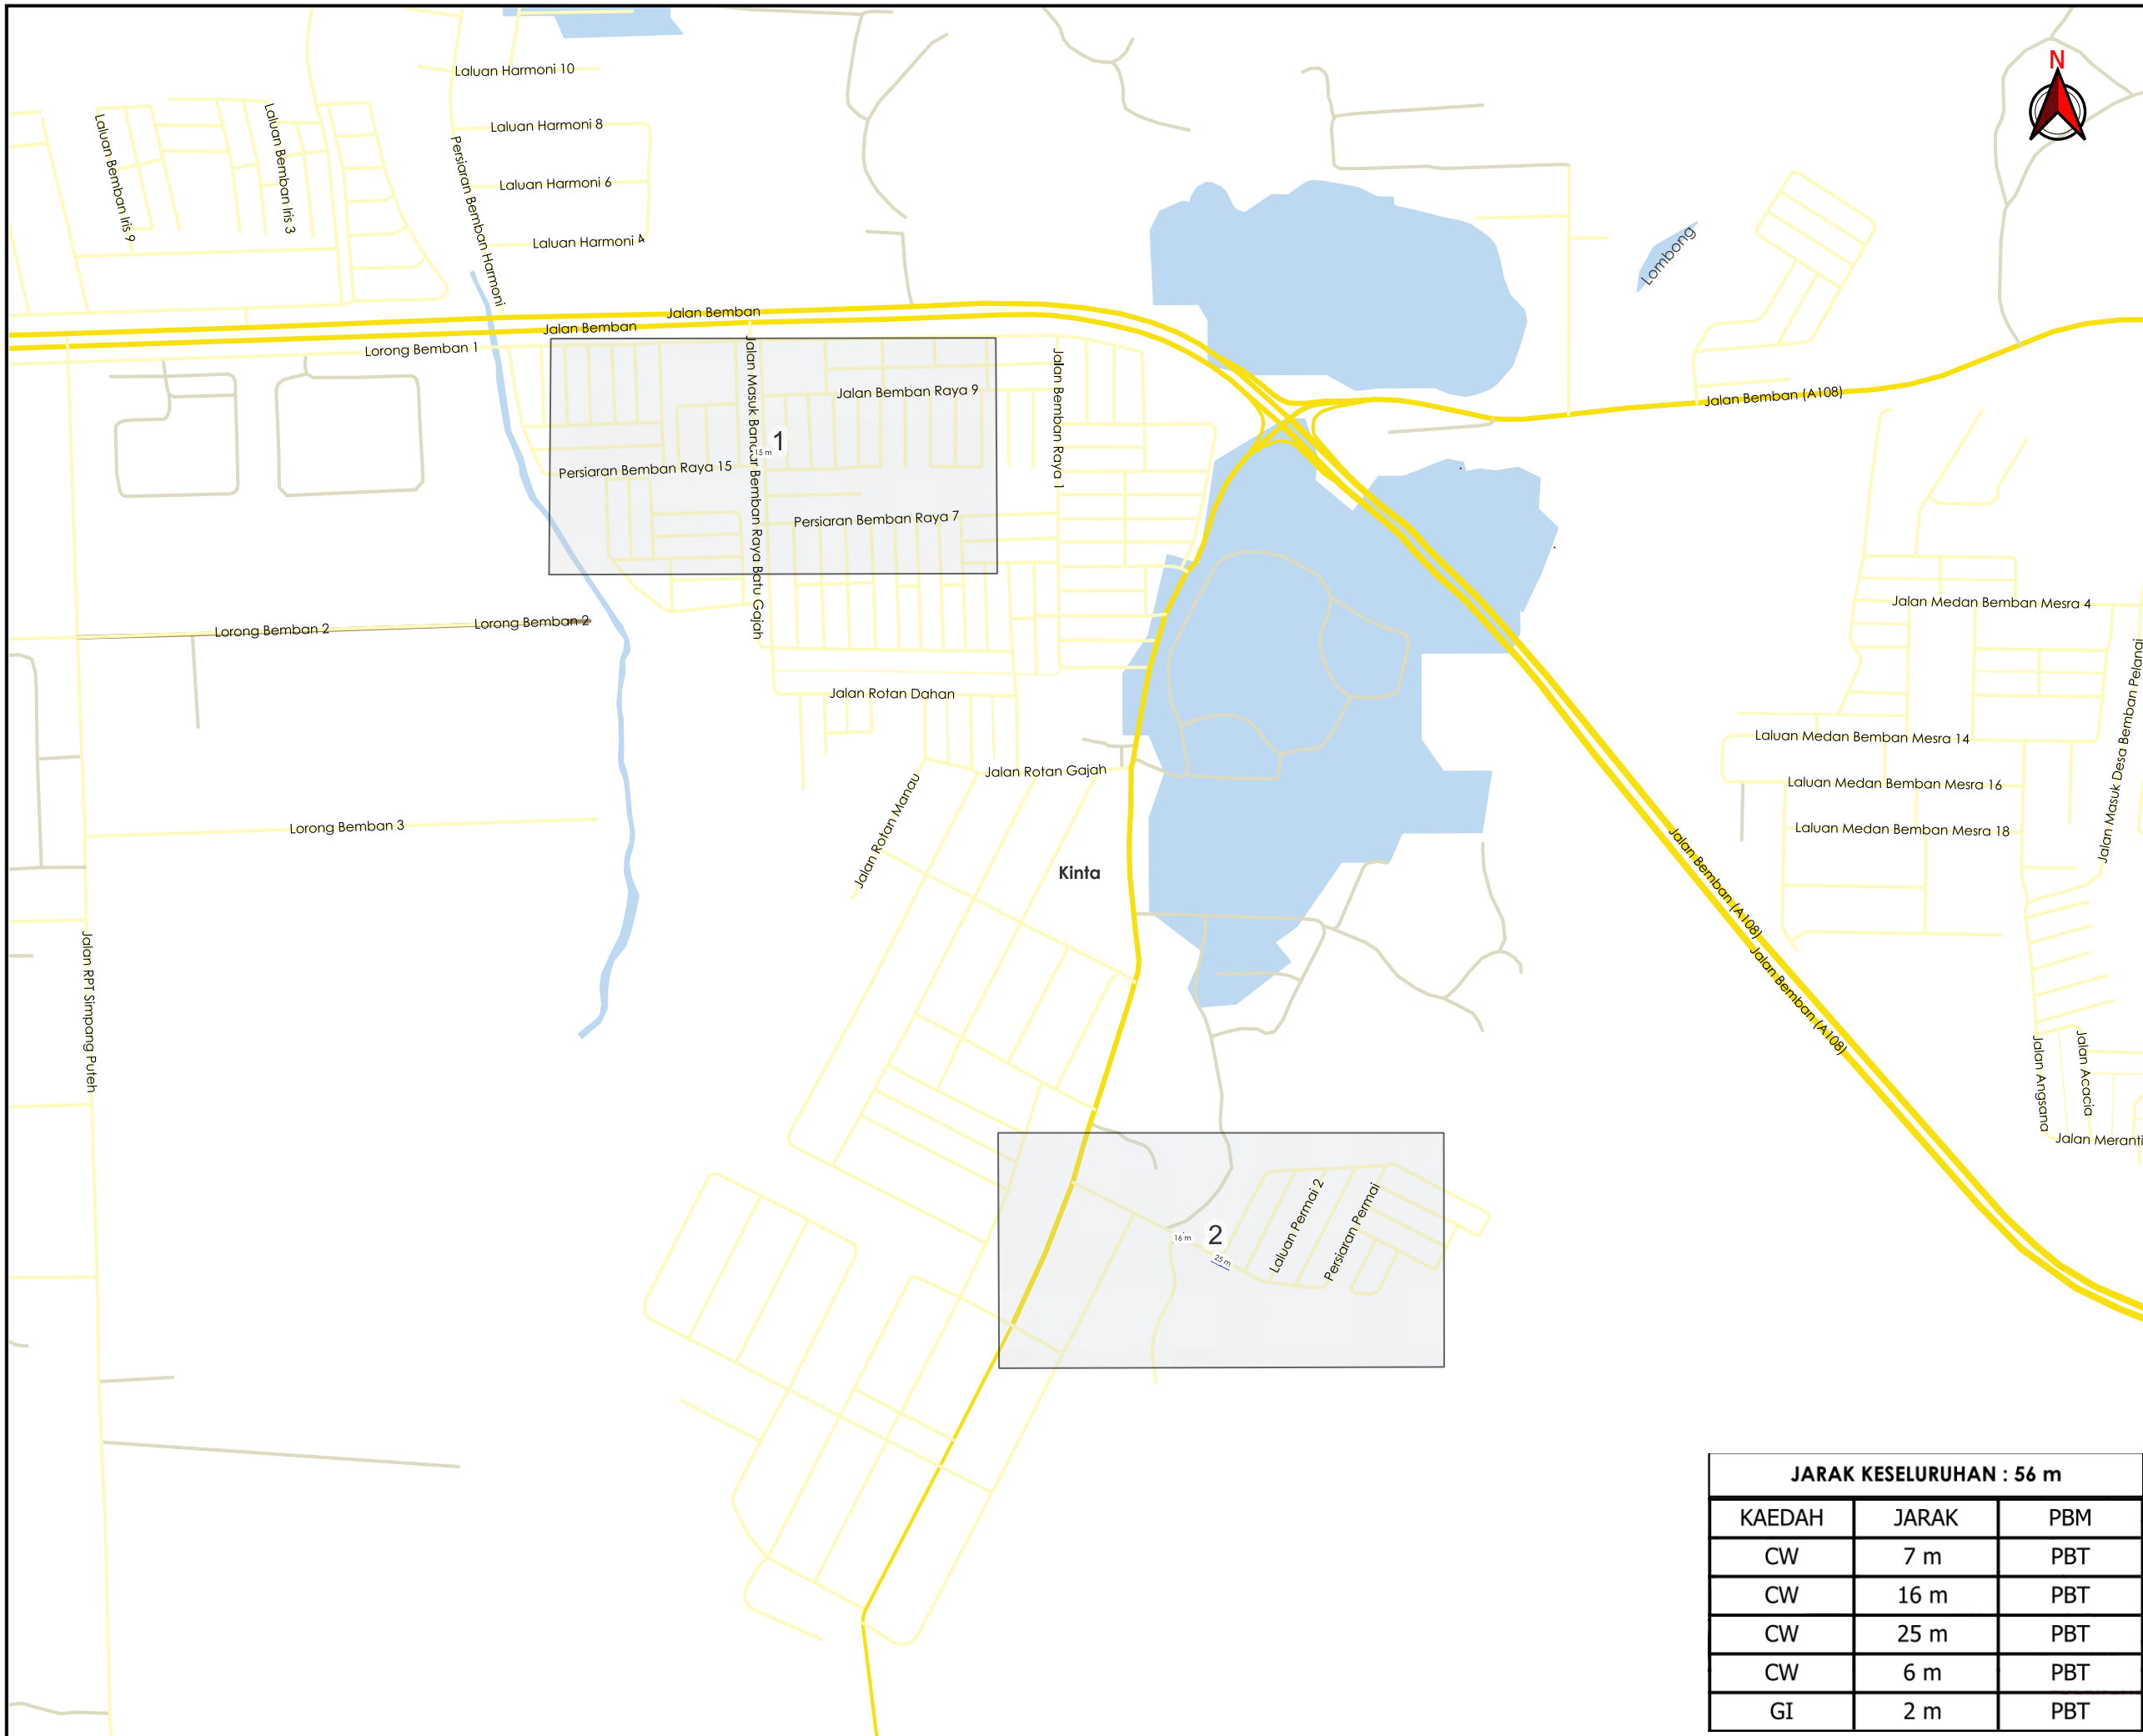 N
Laluan Harmoni 10
Laluan Harmoni 8
Laluan Harmoni 6
Laluan Harmoni 4
Laluan Bemban Iris 9
Laluan Bemban Iris 3
Persiaran Bemban Harmoni
Lombong
Jalan Bemban
Jalan Bemban
Lorong Bemban 1
Jalan Masuk Bandar Bemban Raya Batu Gajah
Jalan Bemban Raya 9
Jalan Bemban Raya 1
Jalan Bemban (A108)
1
15 m
Persiaran Bemban Raya 15
Persiaran Bemban Raya 7
Lorong Bemban 2
Lorong Bemban 2
Jalan Medan Bemban Mesra 4
Jalan Masuk Desa Bemban Pelangi
Jalan Rotan Dahan
Laluan Medan Bemban Mesra 14
Jalan Rotan Gajah
Laluan Medan Bemban Mesra 16
Jalan Rotan Manau
Lorong Bemban 3
Laluan Medan Bemban Mesra 18
Kinta
Jalan Bemban (A108)
Jalan Bemban (A108)
Jalan RPT Simpang Puteh
Jalan Angsana
Jalan Acacia
Jalan Meranti
Laluan Permai 2
Persiaran Permai
2
16 m
25 m
JARAK KESELURUHAN : 56 m
KAEDAH JARAK PBM
CW 7 m PBT
CW 16 m PBT
CW 25 m PBT
CW 6 m PBT
GI 2 m PBT